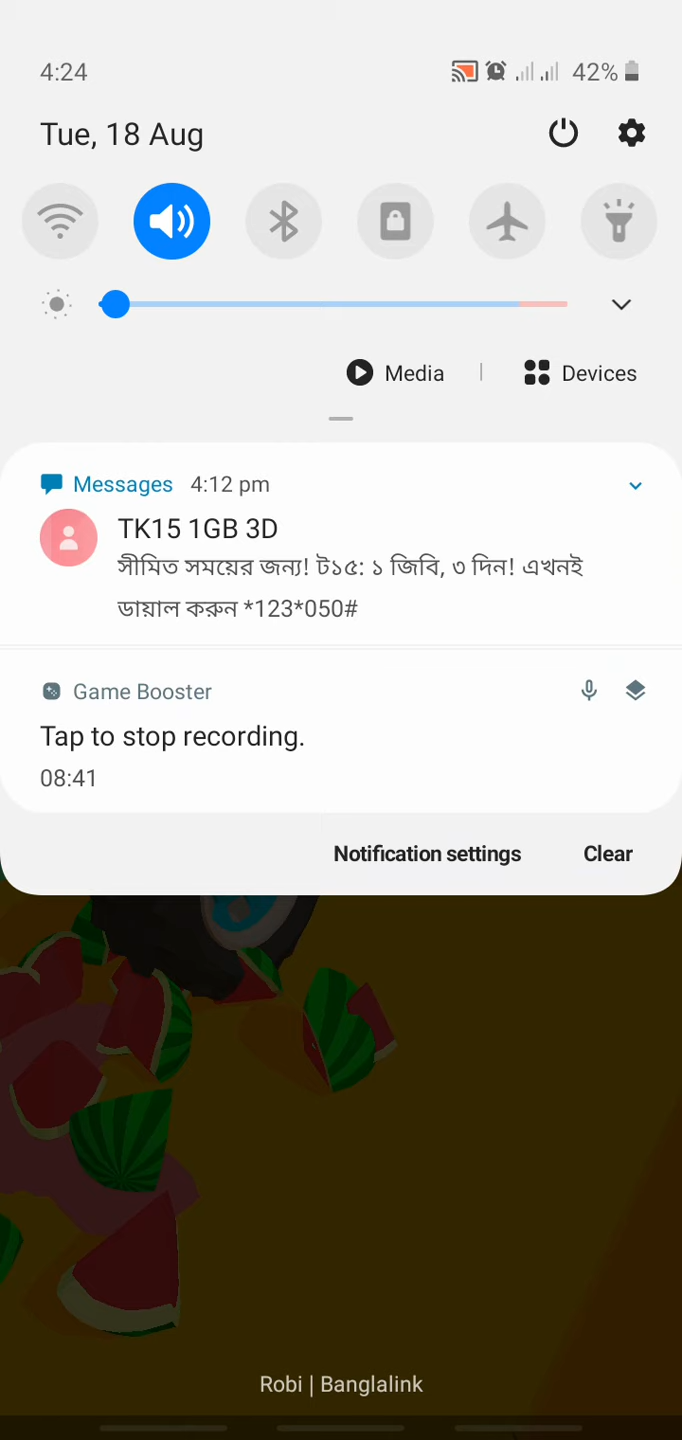 4:24
42%
Tue, 18 Aug
Media | Devices
Messages 4:12 pm
TK15 1GB 3D
সীমিত সময়ের জন্য! ট১৫: ১ জিবি, ৩ দিন! এখনই
ডায়াল করুন *123*050#
Game Booster
Tap to stop recording.
08:41
Notification settings Clear
Robi | Banglalink